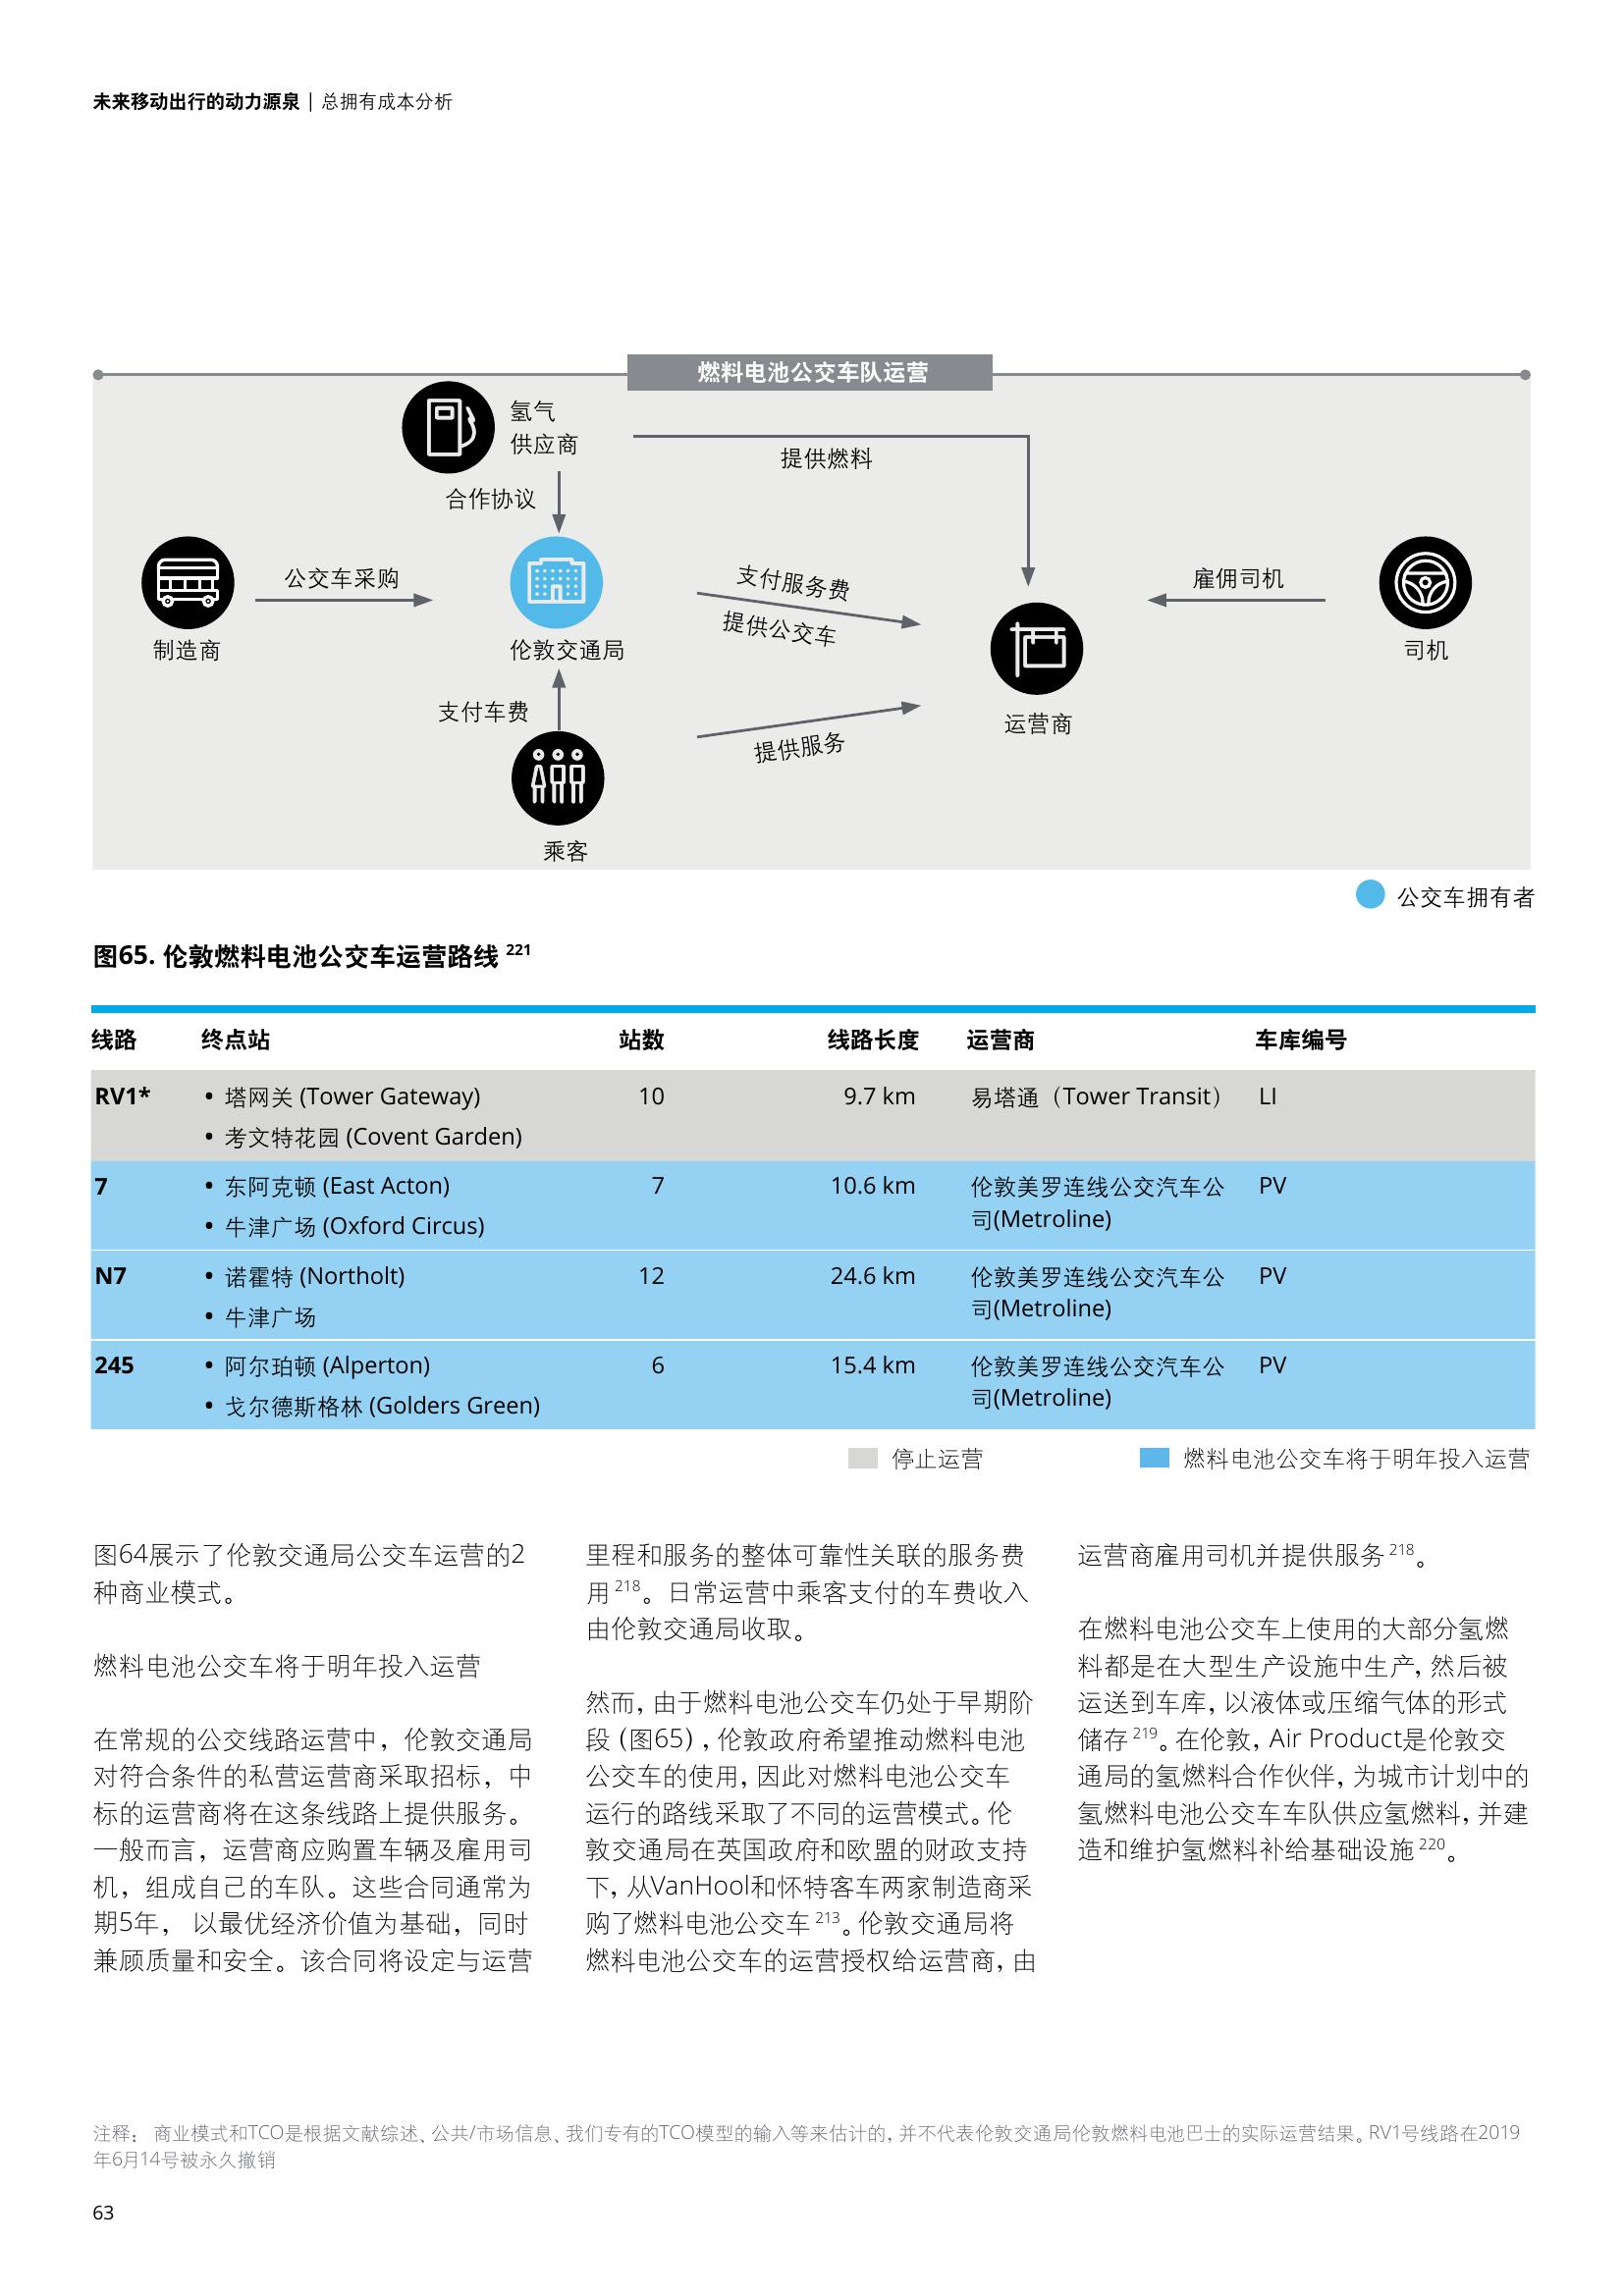 未来移动出行的动力源泉 | 总拥有成本分析
燃料电池公交车队运营
氢气
供应商
提供燃料
合作协议
公交车采购
支付服务费
雇佣司机
提供公交车
制造商
伦敦交通局
司机
支付车费
运营商
提供服务
乘客
公交车拥有者
图65. 伦敦燃料电池公交车运营路线 221
线路 终点站 站数 线路长度 运营商 车库编号
RV1* • 塔网关 (Tower Gateway) 10 9.7 km 易塔通（Tower Transit） LI
• 考文特花园 (Covent Garden)
7 • 东阿克顿 (East Acton) 7 10.6 km 伦敦美罗连线公交汽车公 PV
• 牛津广场 (Oxford Circus) 司(Metroline)
N7 • 诺霍特 (Northolt) 12 24.6 km 伦敦美罗连线公交汽车公 PV
• 牛津广场 司(Metroline)
245 • 阿尔珀顿 (Alperton) 6 15.4 km 伦敦美罗连线公交汽车公 PV
• 戈尔德斯格林 (Golders Green) 司(Metroline)
停止运营 燃料电池公交车将于明年投入运营
图64展示了伦敦交通局公交车运营的2
种商业模式。
燃料电池公交车将于明年投入运营
在常规的公交线路运营中，伦敦交通局
对符合条件的私营运营商采取招标，中
标的运营商将在这条线路上提供服务。
一般而言，运营商应购置车辆及雇用司
机，组成自己的车队。这些合同通常为
期5年， 以最优经济价值为基础，同时
兼顾质量和安全。该合同将设定与运营
里程和服务的整体可靠性关联的服务费
用 218。日常运营中乘客支付的车费收入
由伦敦交通局收取。
然而，由于燃料电池公交车仍处于早期阶
段（图65），伦敦政府希望推动燃料电池
公交车的使用，因此对燃料电池公交车
运行的路线采取了不同的运营模式。伦
敦交通局在英国政府和欧盟的财政支持
下，从VanHool和怀特客车两家制造商采
购了燃料电池公交车 213。伦敦交通局将
燃料电池公交车的运营授权给运营商，由
运营商雇用司机并提供服务 218。
在燃料电池公交车上使用的大部分氢燃
料都是在大型生产设施中生产，然后被
运送到车库，以液体或压缩气体的形式
储存 219。在伦敦，Air Product是伦敦交
通局的氢燃料合作伙伴，为城市计划中的
氢燃料电池公交车车队供应氢燃料，并建
造和维护氢燃料补给基础设施 220。
注释： 商业模式和TCO是根据文献综述、公共/市场信息、我们专有的TCO模型的输入等来估计的，并不代表伦敦交通局伦敦燃料电池巴士的实际运营结果。RV1号线路在2019
年6月14号被永久撤销
63